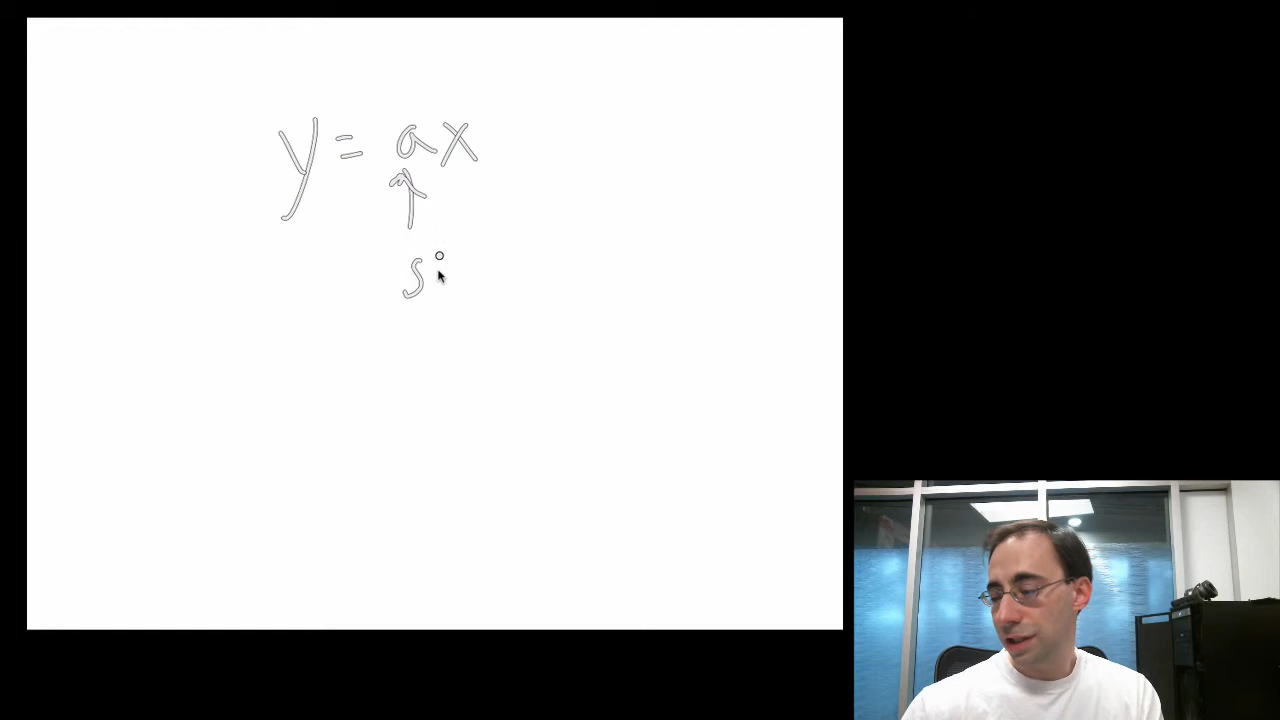 y = ax
↑
s